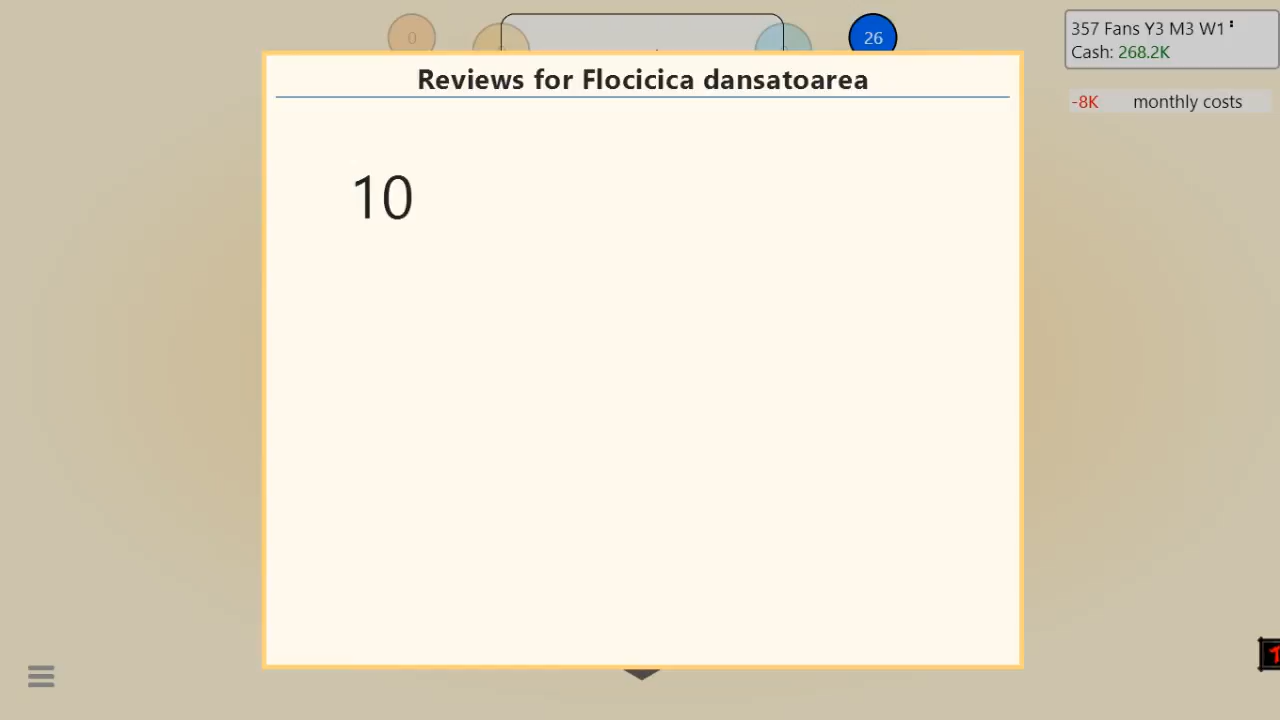 0
26
357 Fans Y3 M3 W1
Cash: 268.2K
-8K monthly costs
Reviews for Flocicica dansatoarea
10